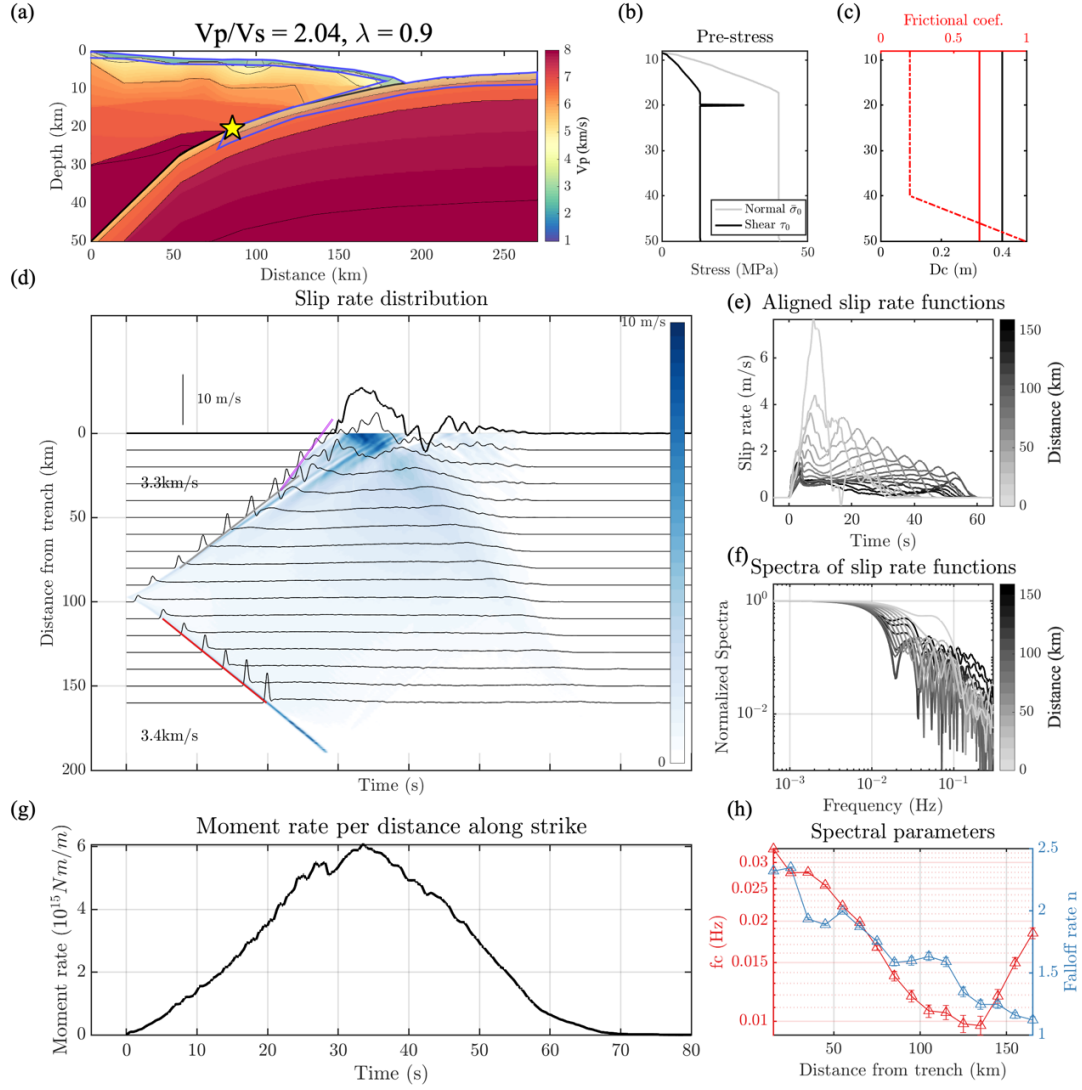 (a)
Vp/Vs = 2.04, λ = 0.9
0
10
20
30
40
50
Depth (km)
0
50
100
150
200
250
Distance (km)
8
7
6
5
4
3
2
1
Vp (km/s)
(b)
Pre-stress
10
20
30
40
50
0
50
Stress (MPa)
Normal σ̄₀
Shear τ₀
(c)
Frictional coef.
0
0.5
1
10
20
30
40
50
0
0.2
0.4
Dc (m)
(d)
Slip rate distribution
10 m/s
0
10 m/s
3.3km/s
3.4km/s
0
50
100
150
200
Distance from trench (km)
Time (s)
(e)
Aligned slip rate functions
6
4
2
0
Slip rate (m/s)
0
20
40
60
Time (s)
150
100
50
0
Distance (km)
(f)
Spectra of slip rate functions
10⁰
10⁻²
Normalized Spectra
10⁻³
10⁻²
10⁻¹
Frequency (Hz)
150
100
50
0
Distance (km)
(g)
Moment rate per distance along strike
6
4
2
0
Moment rate (10¹⁵Nm/m)
0
10
20
30
40
50
60
70
80
Time (s)
(h)
Spectral parameters
0.03
0.025
0.02
0.015
0.01
fc (Hz)
2.5
2
1.5
1
Falloff rate n
50
100
150
Distance from trench (km)